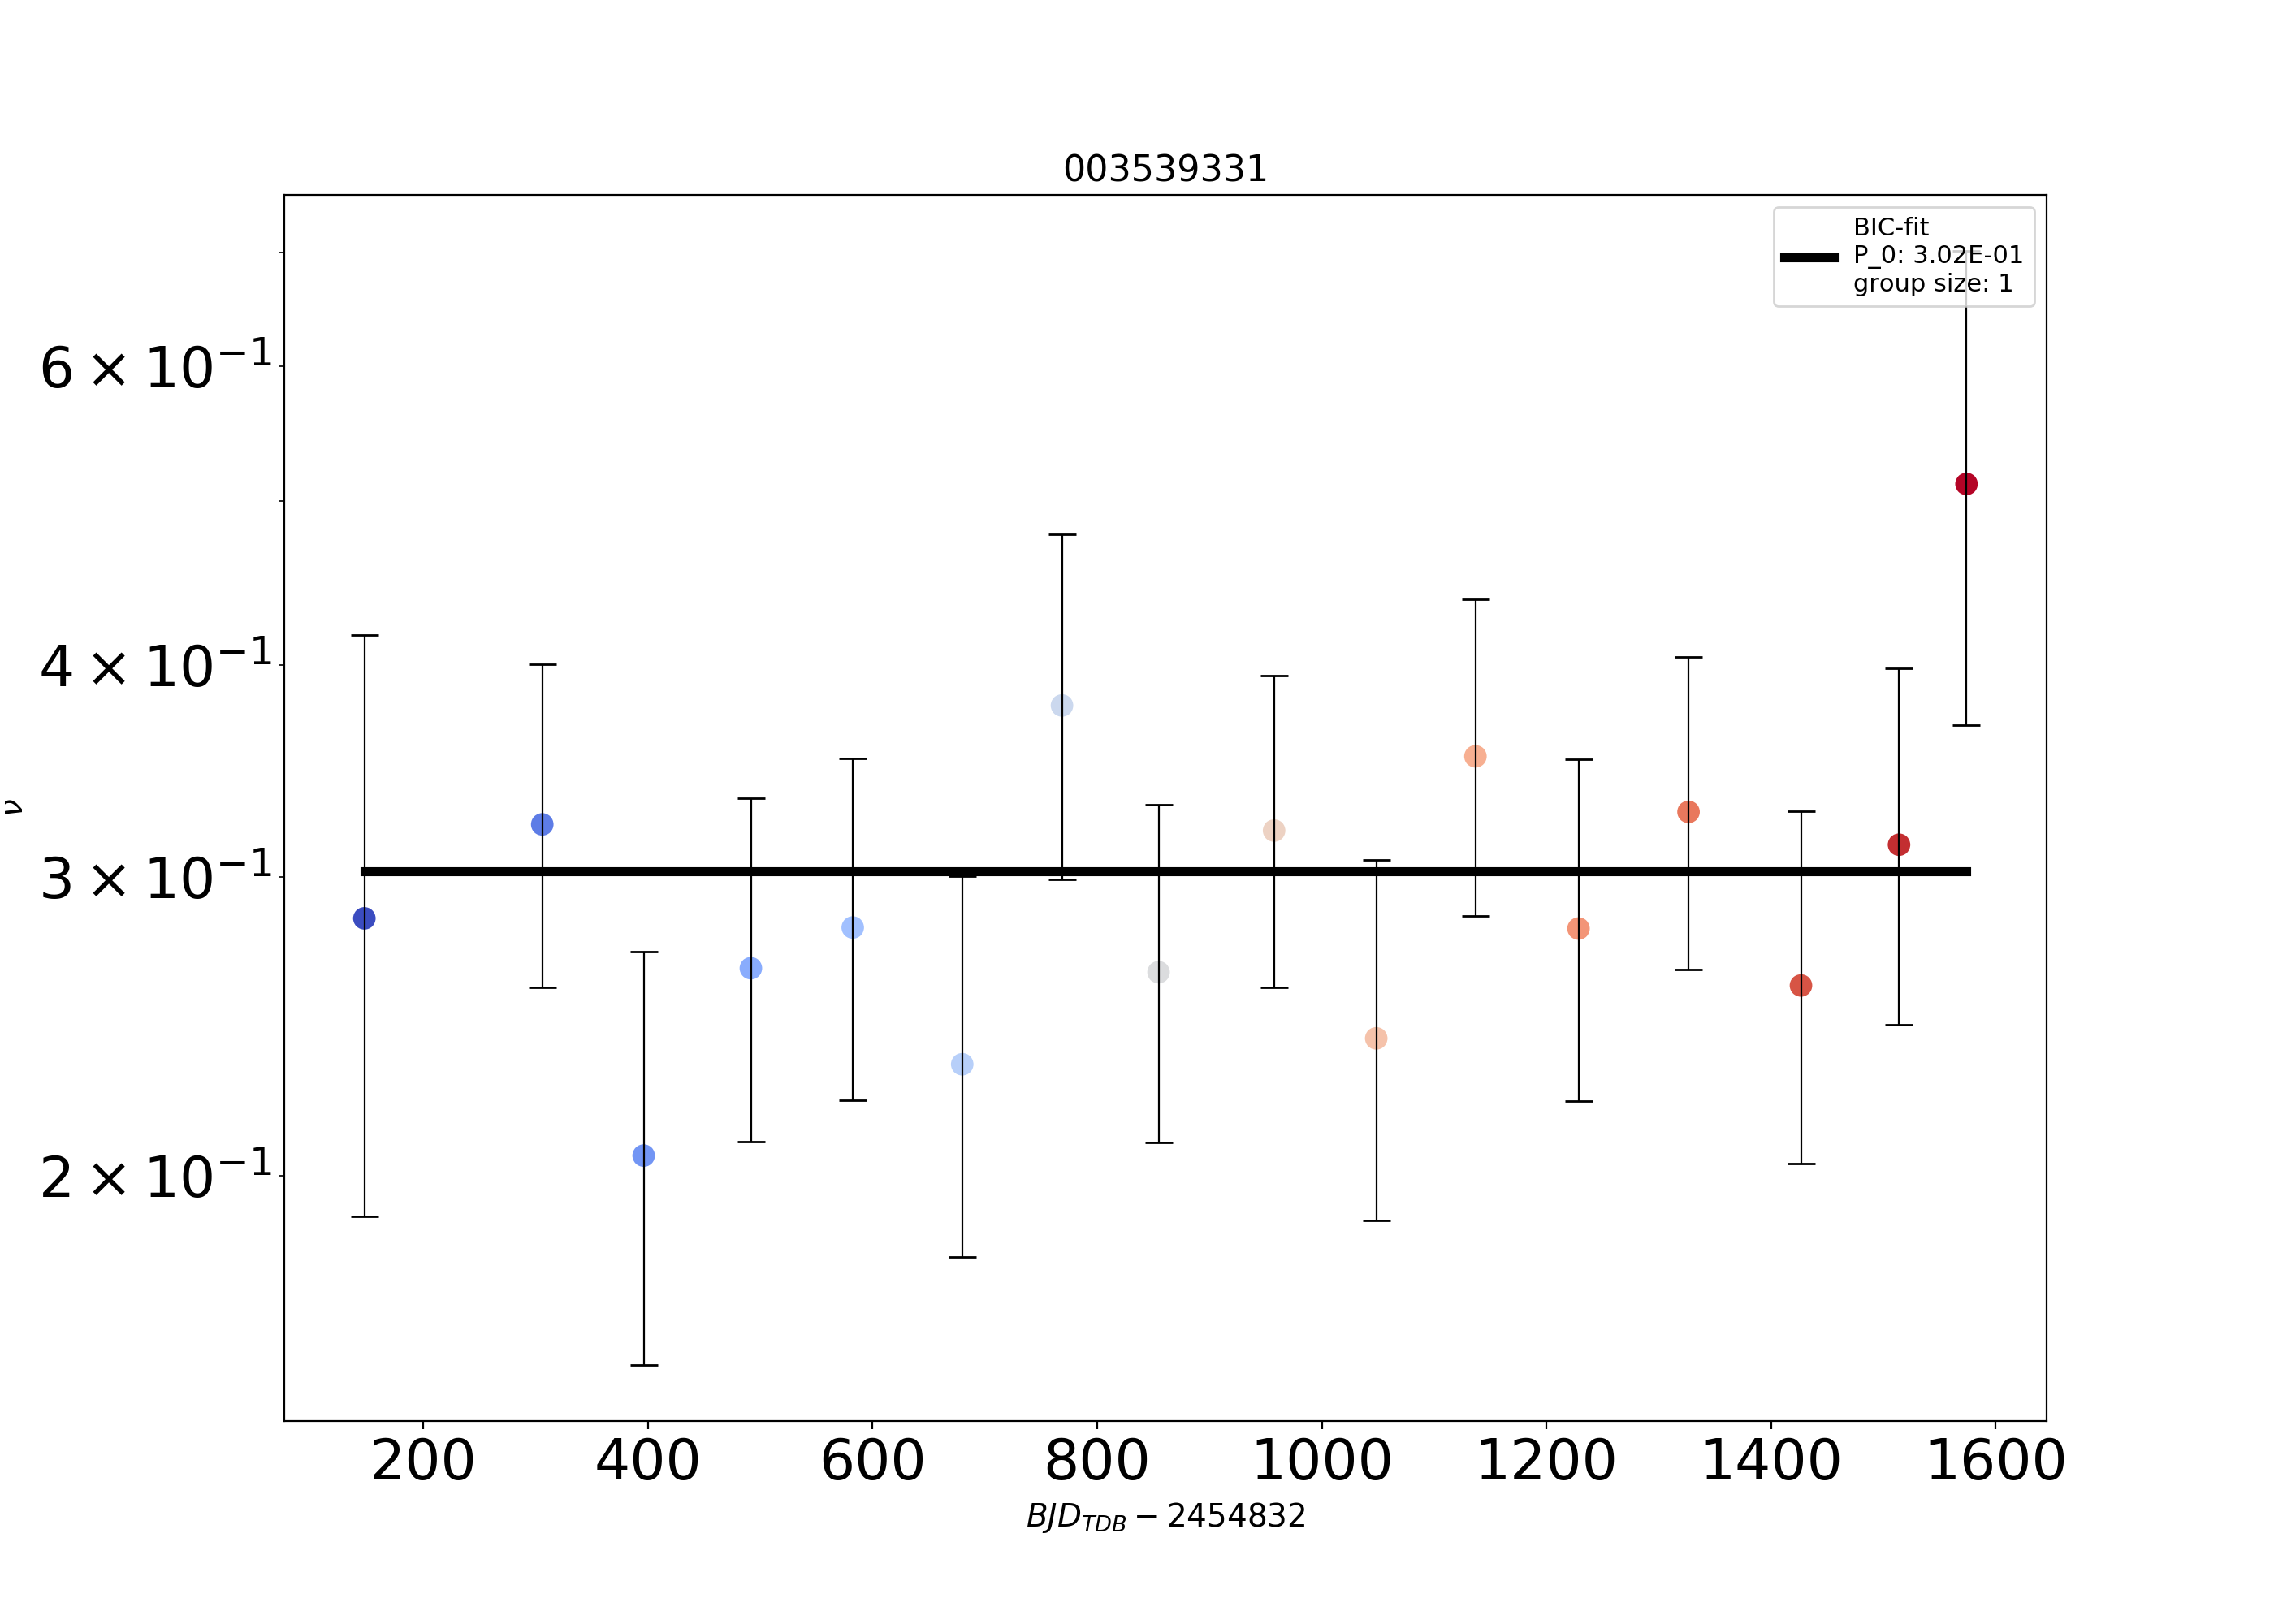 003539331
BIC-fit
P_0: 3.02E-01
group size: 1
6 × 10⁻¹
4 × 10⁻¹
3 × 10⁻¹
2 × 10⁻¹
ν
200 400 600 800 1000 1200 1400 1600
BJD_TDB − 2454832